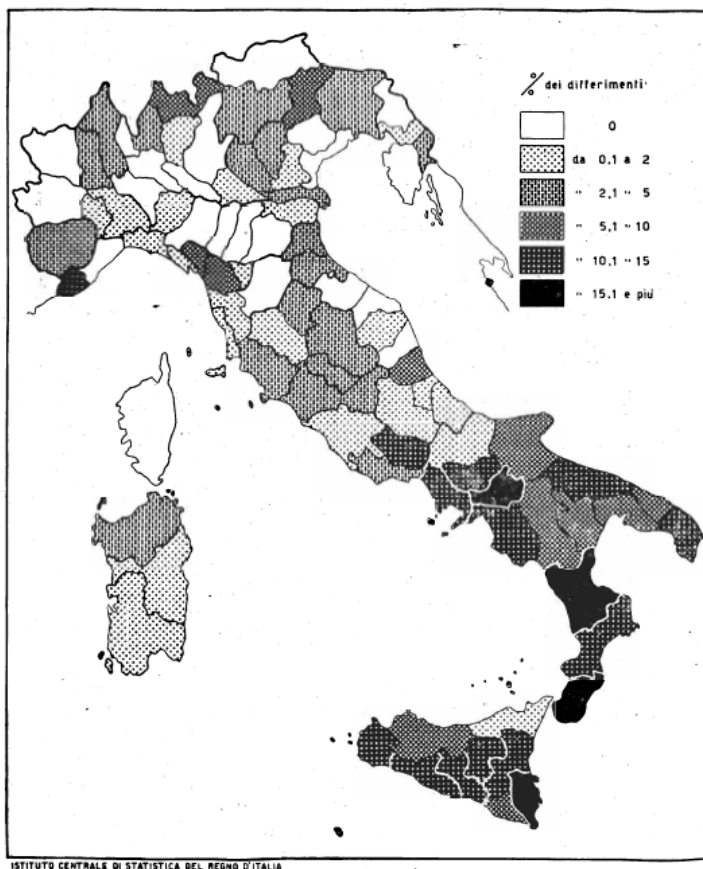 % dei differimenti
0
da 0,1 a 2
" 2,1 " 5
" 5,1 " 10
" 10,1 " 15
" 15,1 e più
ISTITUTO CENTRALE DI STATISTICA DEL REGNO D'ITALIA